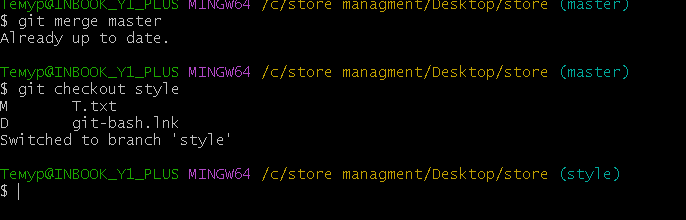 Темур@INBOOK_Y1_PLUS MINGW64 /c/store managment/Desktop/store (master)
$ git merge master
Already up to date.
Темур@INBOOK_Y1_PLUS MINGW64 /c/store managment/Desktop/store (master)
$ git checkout style
M       T.txt
D       git-bash.lnk
Switched to branch 'style'
Темур@INBOOK_Y1_PLUS MINGW64 /c/store managment/Desktop/store (style)
$